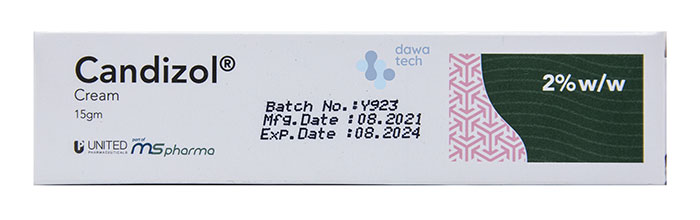 Candizol®
Cream
15gm
UNITED
PHARMACEUTICALS
part of
MS pharma
dawa
tech
Batch No.:Y923
Mfg.Date :08.2021
Exp.Date :08.2024
2% w/w